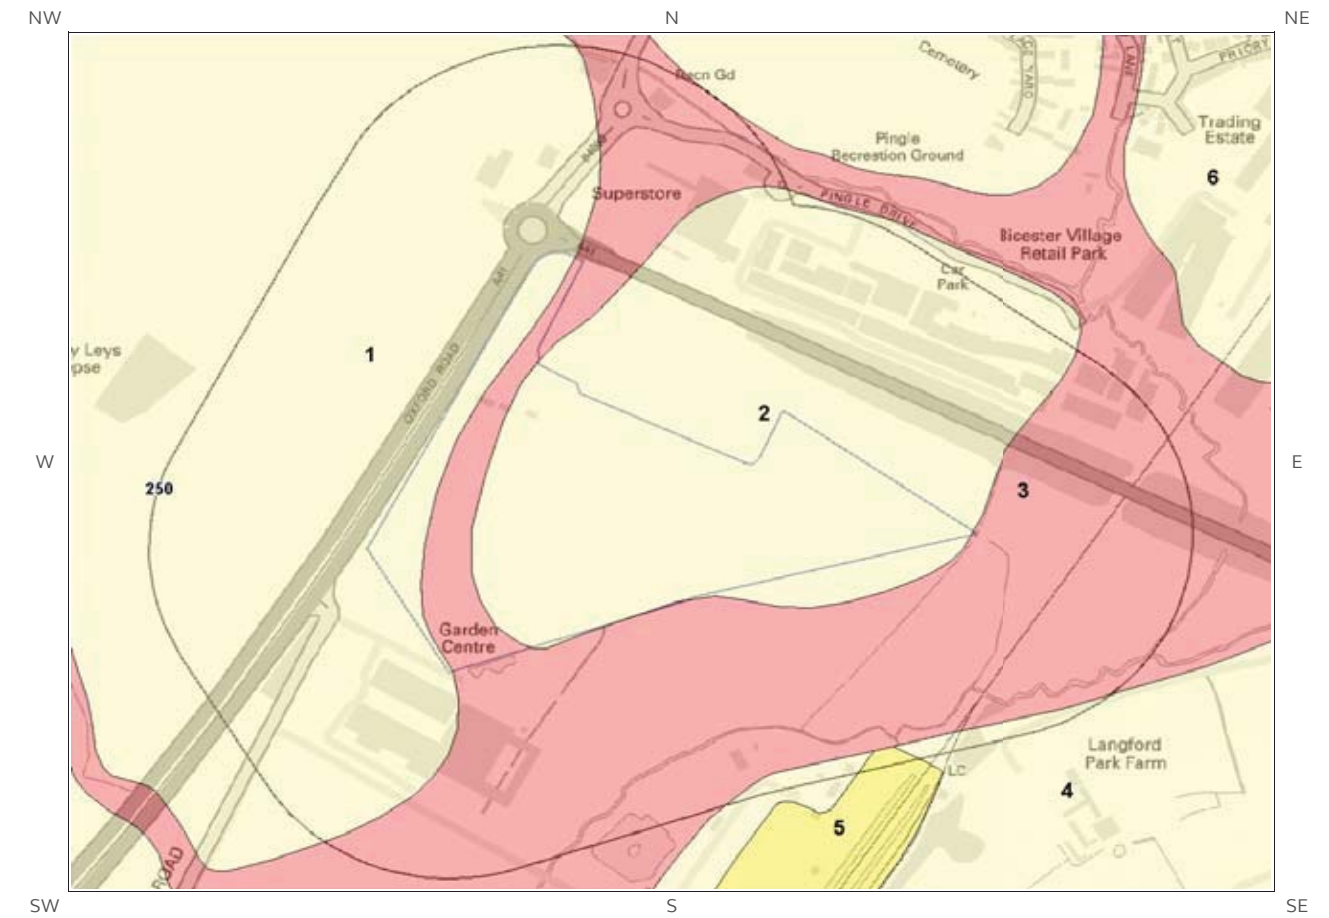 NW
N
NE
Cemetery
Recn Gd
LANE
PRIORY
Trading
Estate
Pingle
Recreation Ground
6
Superstore
PINGLE DRIVE
Bicester Village
Retail Park
A41
A41
Car
Park
y Leys
opse
1
OXFORD ROAD
2
W
250
3
E
Garden
Centre
Langford
Park Farm
LC
4
5
ROAD
SW
S
SE